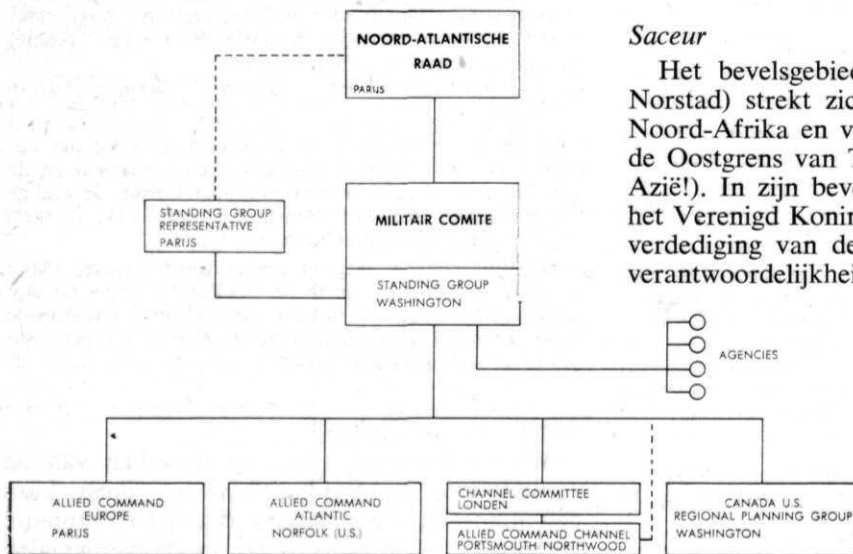 NOORD-ATLANTISCHE
RAAD
PARIJS
STANDING GROUP
REPRESENTATIVE
PARIJS
MILITAIR COMITE
STANDING GROUP
WASHINGTON
AGENCIES
ALLIED COMMAND
EUROPE
PARIJS
ALLIED COMMAND
ATLANTIC
NORFOLK (U.S.)
CHANNEL COMMITTEE
LONDEN
ALLIED COMMAND CHANNEL
PORTSMOUTH NORTHWOOD
CANADA U.S.
REGIONAL PLANNING GROUP
WASHINGTON
Saceur
Het bevelsgebied
Norstad) strekt zic
Noord-Afrika en v
de Oostgrens van
Azië!). In zijn bev
het Verenigd Konin
verdediging van de
verantwoordelijkhei